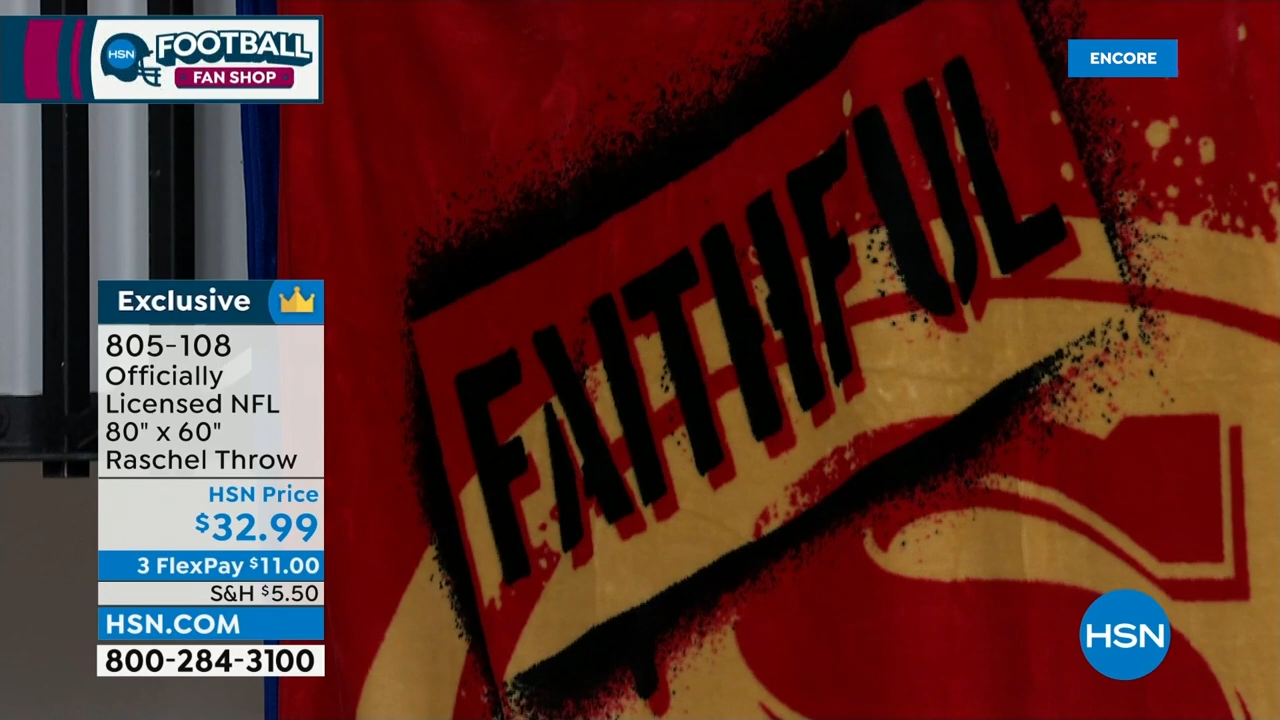 HSN
FOOTBALL
FAN SHOP
ENCORE
FAITHFUL
Exclusive
805-108
Officially
Licensed NFL
80" x 60"
Raschel Throw
HSN Price
$32.99
3 FlexPay $11.00
S&H $5.50
HSN.COM
800-284-3100
HSN